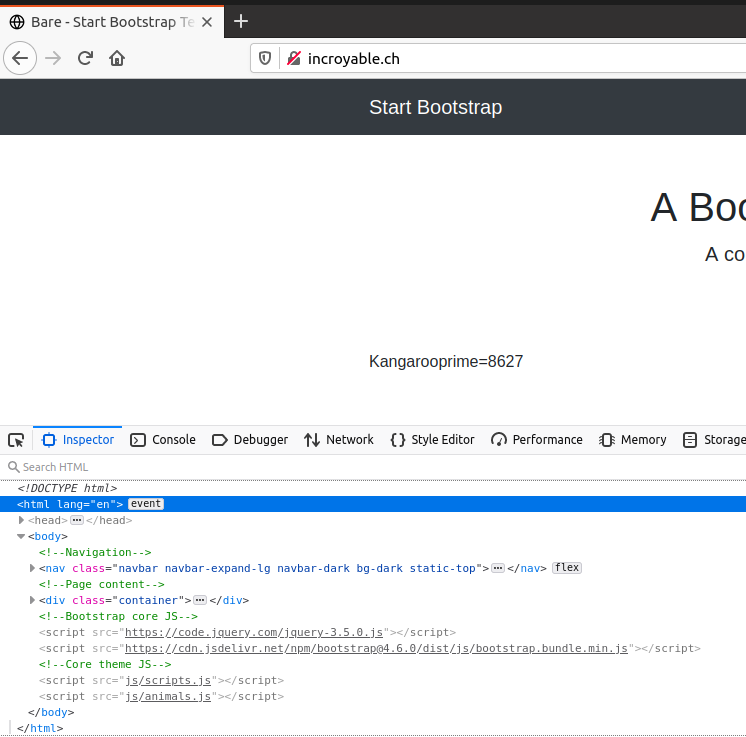 Bare - Start Bootstrap Te
incroyable.ch
Start Bootstrap
A Boo
A co
Kangarooprime=8627
Inspector Console Debugger Network Style Editor Performance Memory Storage
Search HTML
<!DOCTYPE html>
<html lang="en"> event
<head> ... </head>
<body>
<!--Navigation-->
<nav class="navbar navbar-expand-lg navbar-dark bg-dark static-top"> ... </nav> flex
<!--Page content-->
<div class="container"> ... </div>
<!--Bootstrap core JS-->
<script src="https://code.jquery.com/jquery-3.5.0.js"></script>
<script src="https://cdn.jsdelivr.net/npm/bootstrap@4.6.0/dist/js/bootstrap.bundle.min.js"></script>
<!--Core theme JS-->
<script src="js/scripts.js"></script>
<script src="js/animals.js"></script>
</body>
</html>